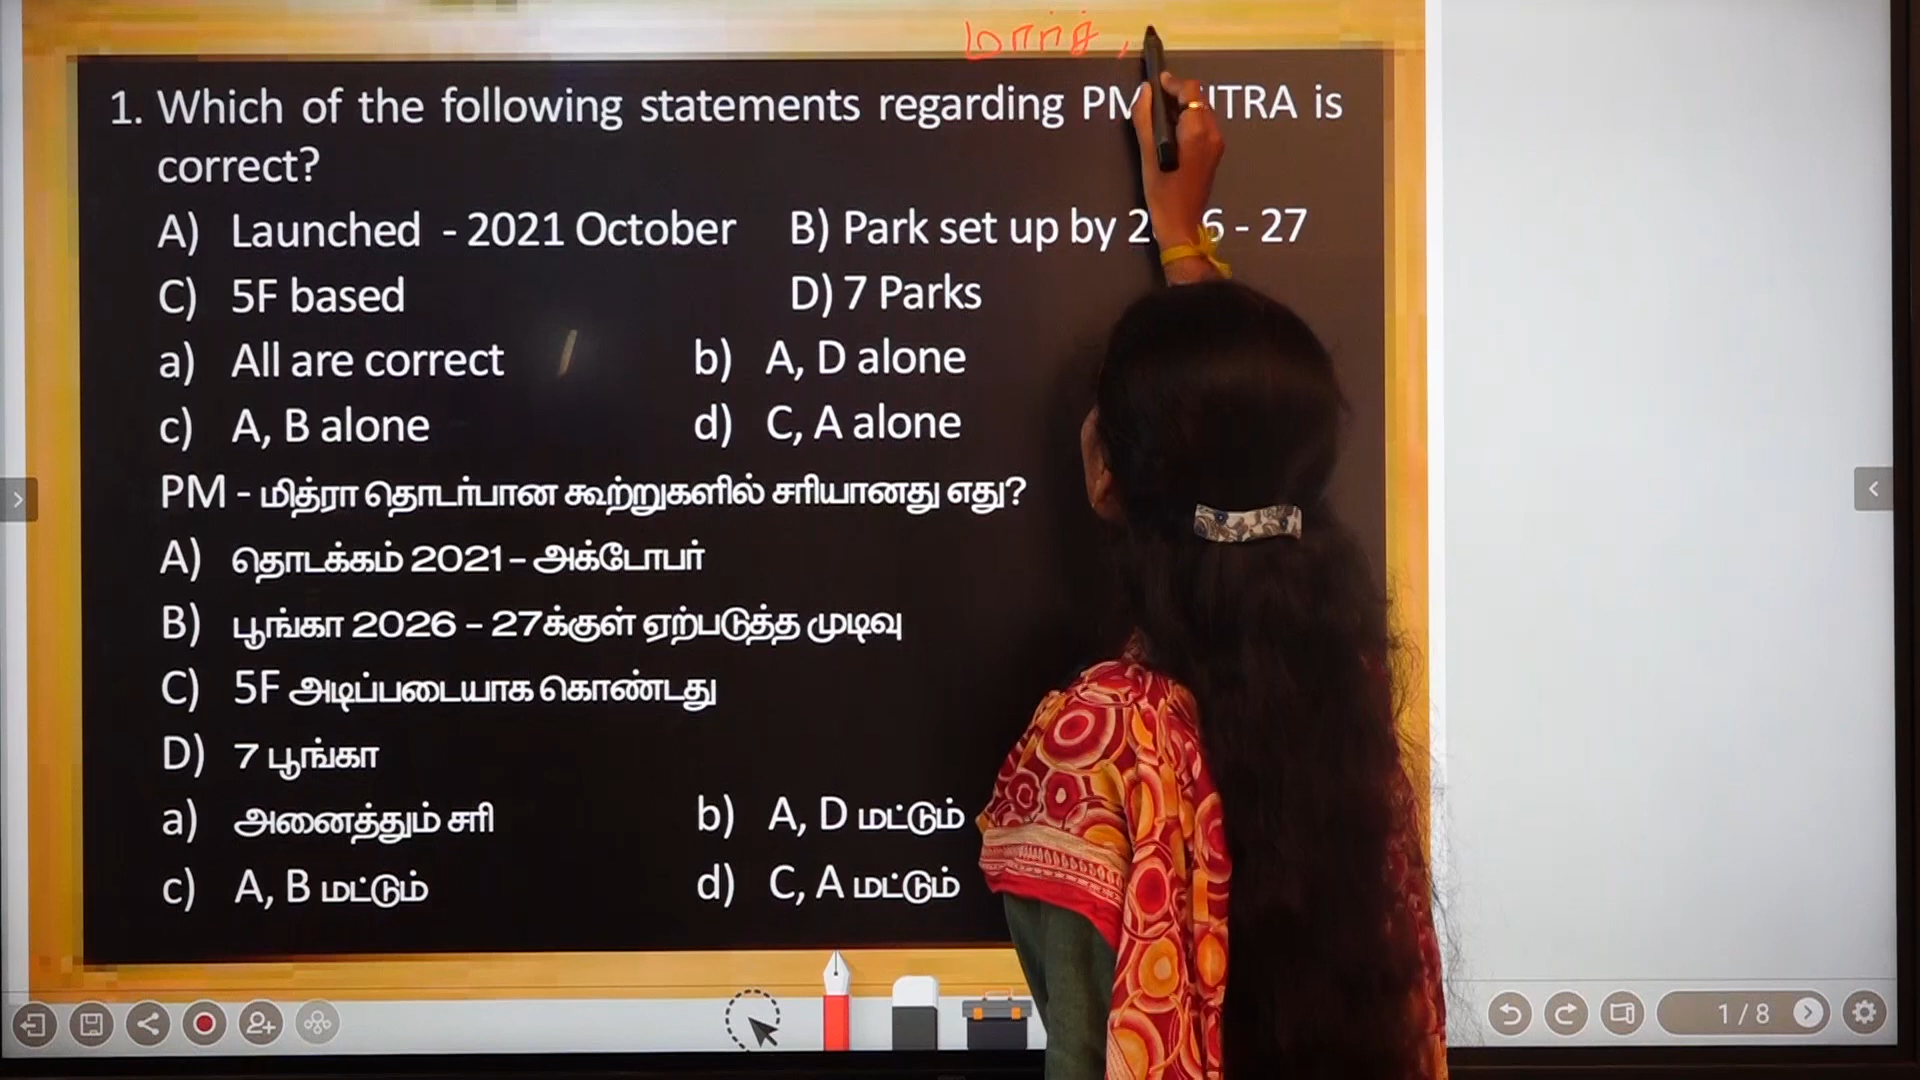 மார்ச்,
1. Which of the following statements regarding PM ITRA is
correct?
A) Launched - 2021 October B) Park set up by 2 6 - 27
C) 5F based D) 7 Parks
a) All are correct b) A, D alone
c) A, B alone d) C, A alone
PM - மித்ரா தொடர்பான கூற்றுகளில் சரியானது எது?
A) தொடக்கம் 2021 – அக்டோபர்
B) பூங்கா 2026 – 27க்குள் ஏற்படுத்த முடிவு
C) 5F அடிப்படையாக கொண்டது
D) 7 பூங்கா
a) அனைத்தும் சரி b) A, D மட்டும்
c) A, B மட்டும் d) C, A மட்டும்
1 / 8